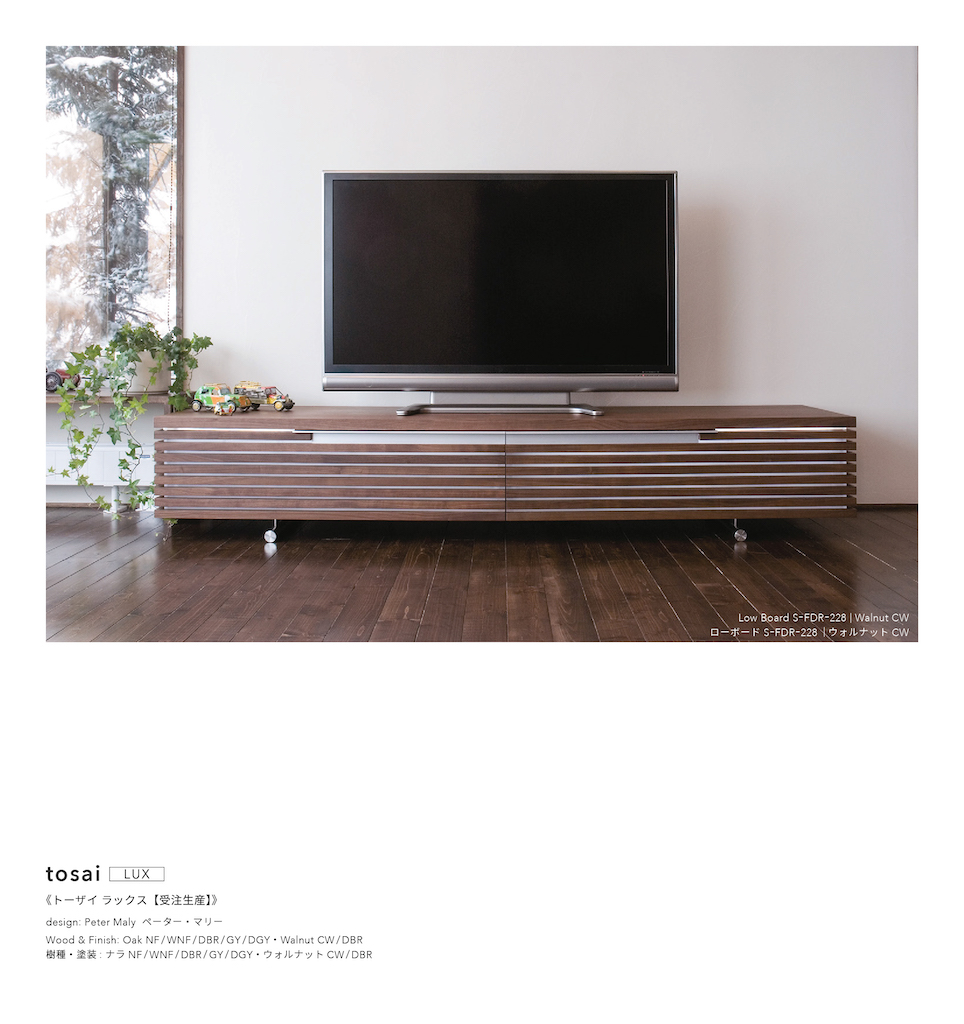 Low Board S-FDR-228 | Walnut CW
ローボード S-FDR-228 | ウォルナット CW
tosai LUX
《トーザイ ラックス【受注生産】》
design: Peter Maly ペーター・マリー
Wood & Finish: Oak NF/WNF/DBR/GY/DGY・Walnut CW/DBR
樹種・塗装 : ナラ NF/WNF/DBR/GY/DGY・ウォルナット CW/DBR